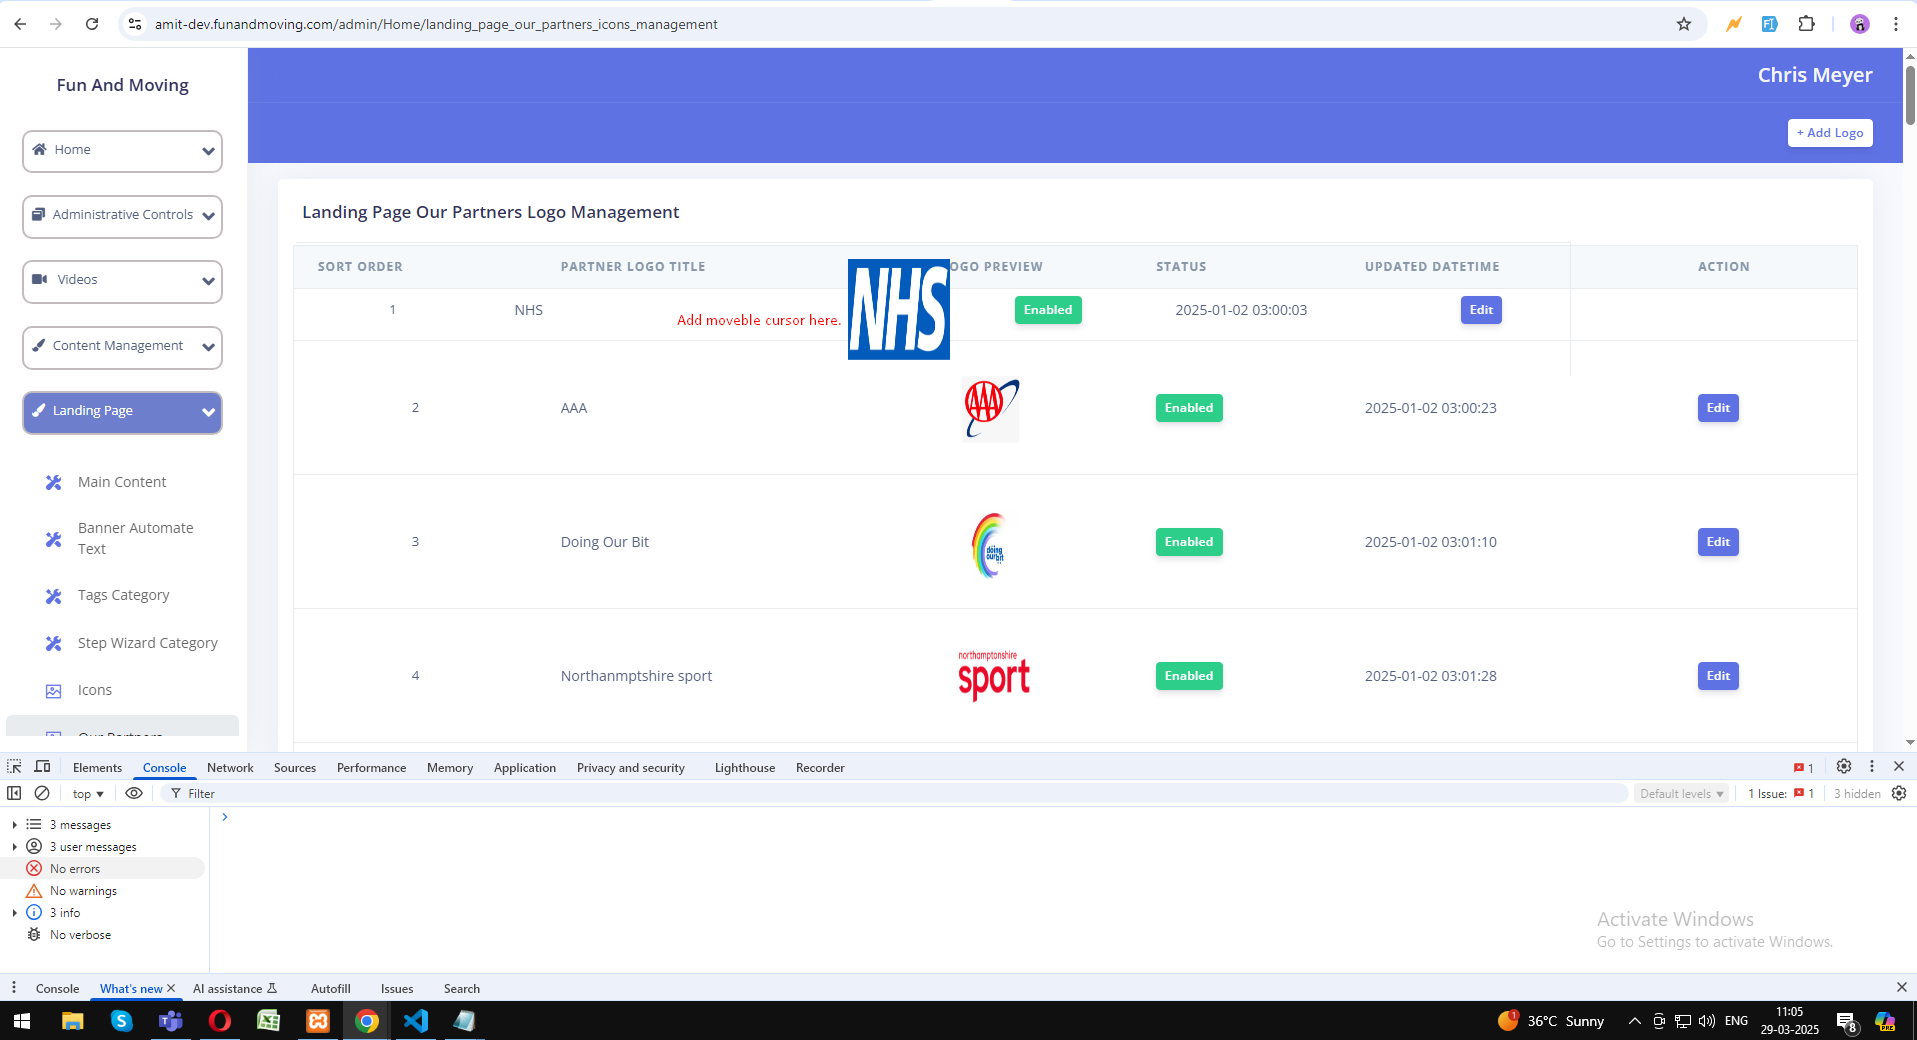 amit-dev.funandmoving.com/admin/Home/landing_page_our_partners_icons_management
Fun And Moving
Chris Meyer
+ Add Logo
Home
Administrative Controls
Videos
Content Management
Landing Page
Main Content
Banner Automate
Text
Tags Category
Step Wizard Category
Icons
Our Partners
Landing Page Our Partners Logo Management
SORT ORDER PARTNER LOGO TITLE OGO PREVIEW STATUS UPDATED DATETIME ACTION
1 NHS Add moveble cursor here. NHS Enabled 2025-01-02 03:00:03 Edit
2 AAA AAA Enabled 2025-01-02 03:00:23 Edit
3 Doing Our Bit doing our bit Enabled 2025-01-02 03:01:10 Edit
4 Northanmptshire sport northamptonshire sport Enabled 2025-01-02 03:01:28 Edit
Elements Console Network Sources Performance Memory Application Privacy and security Lighthouse Recorder 1
top Filter Default levels 1 Issue: 1 3 hidden
3 messages
3 user messages
No errors
No warnings
3 info
No verbose
Activate Windows
Go to Settings to activate Windows.
Console What's new AI assistance Autofill Issues Search
1 36°C Sunny ENG 11:05
29-03-2025
8
PRE